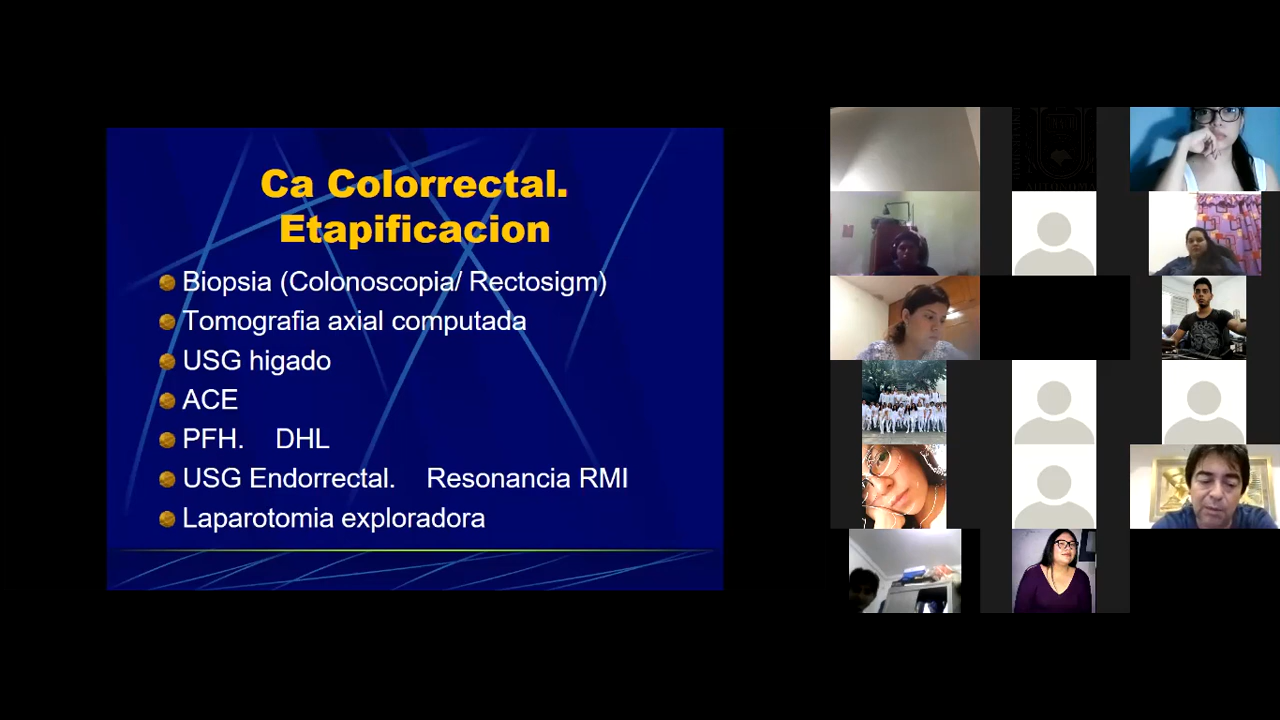 Ca Colorrectal.
Etapificacion
Biopsia (Colonoscopia/ Rectosigm)
Tomografia axial computada
USG higado
ACE
PFH. DHL
USG Endorrectal. Resonancia RMI
Laparotomia exploradora